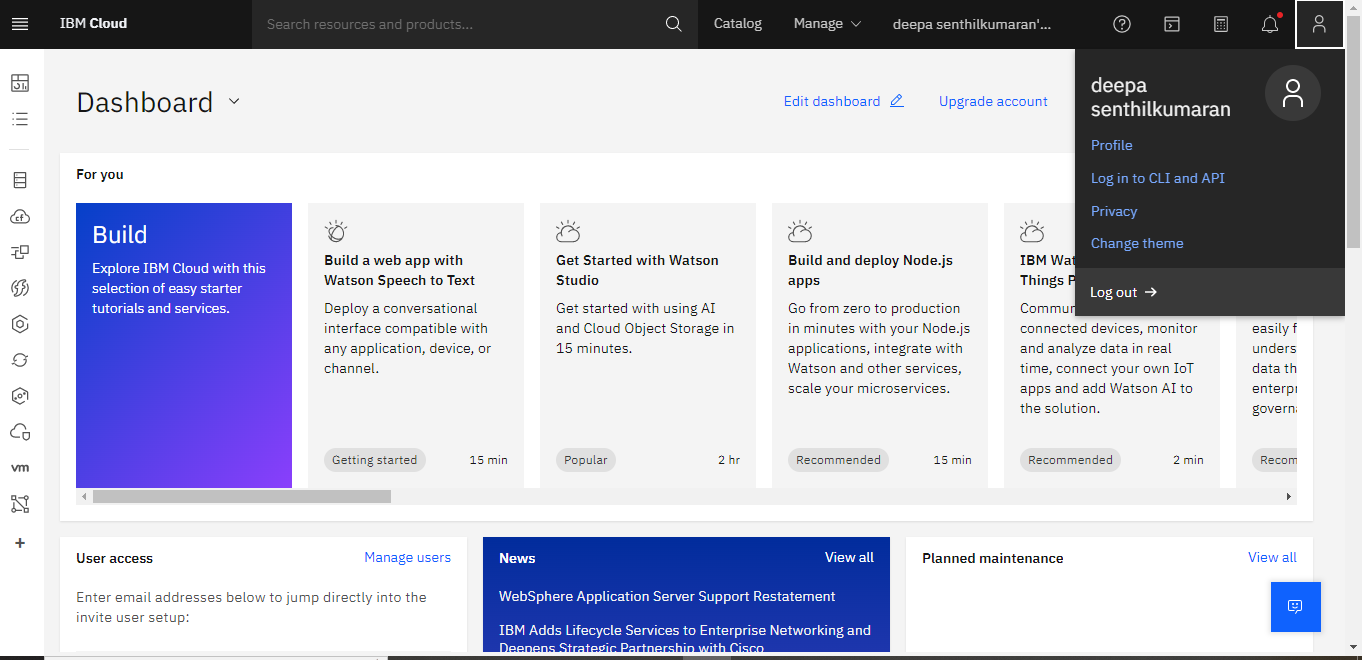 IBM Cloud
Search resources and products...
Catalog
Manage
deepa senthilkumaran'...
deepa
senthilkumaran
Profile
Log in to CLI and API
Privacy
Change theme
Log out
Dashboard
Edit dashboard
Upgrade account
For you
Build
Explore IBM Cloud with this
selection of easy starter
tutorials and services.
Build a web app with
Watson Speech to Text
Deploy a conversational
interface compatible with
any application, device, or
channel.
Getting started
15 min
Get Started with Watson
Studio
Get started with using AI
and Cloud Object Storage in
15 minutes.
Popular
2 hr
Build and deploy Node.js
apps
Go from zero to production
in minutes with your Node.js
applications, integrate with
Watson and other services,
scale your microservices.
Recommended
15 min
IBM Wat
Things P
Commun
connected devices, monitor
and analyze data in real
time, connect your own IoT
apps and add Watson AI to
the solution.
Recommended
2 min
easily f
unders
data th
enterpr
govern
Recom
cf
vm
User access
Manage users
Enter email addresses below to jump directly into the
invite user setup:
News
View all
WebSphere Application Server Support Restatement
IBM Adds Lifecycle Services to Enterprise Networking and
Deepens Strategic Partnership with Cisco
Planned maintenance
View all